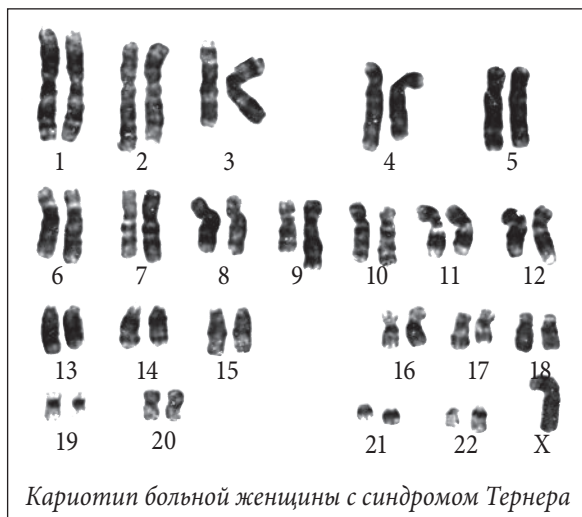 1 2 3 4 5
6 7 8 9 10 11 12
13 14 15 16 17 18
19 20 21 22 X
Кариотип больной женщины с синдромом Тернера